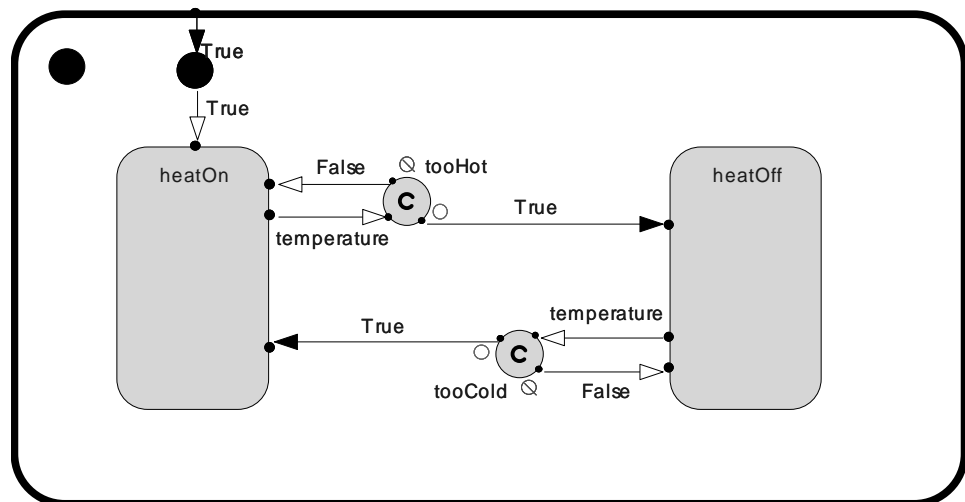 True
True
heatOn
False
tooHot
heatOff
C
True
temperature
temperature
True
C
tooCold
False